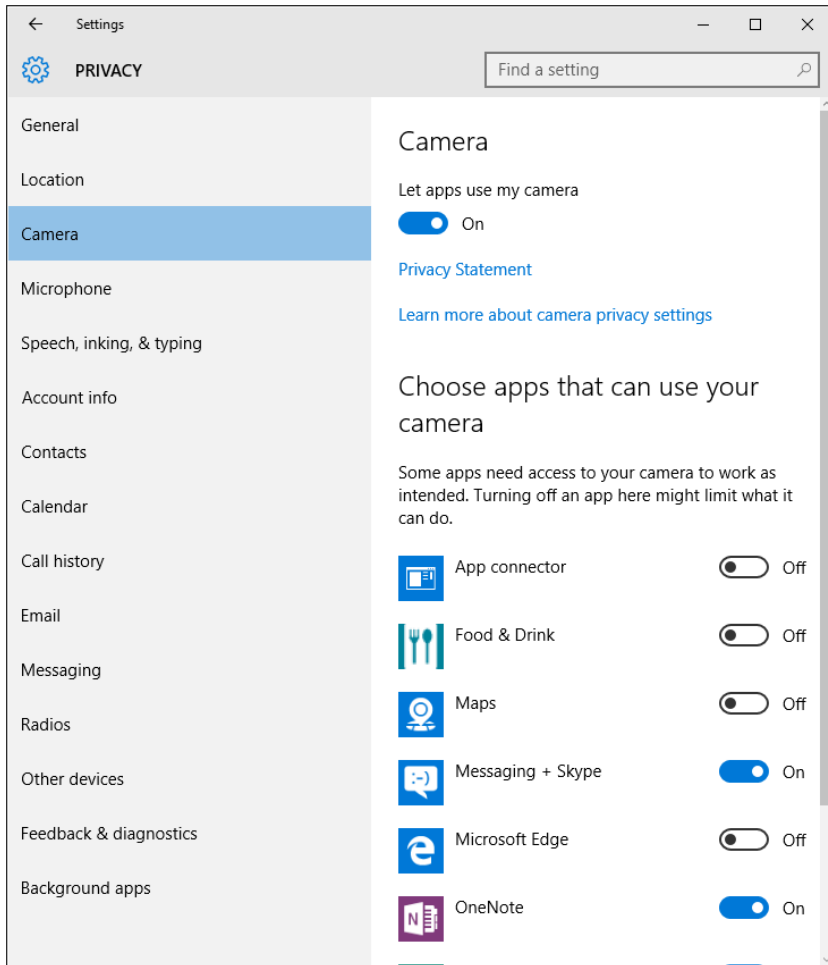 Settings
PRIVACY
Find a setting
General
Location
Camera
Microphone
Speech, inking, & typing
Account info
Contacts
Calendar
Call history
Email
Messaging
Radios
Other devices
Feedback & diagnostics
Background apps
Camera
Let apps use my camera
On
Privacy Statement
Learn more about camera privacy settings
Choose apps that can use your
camera
Some apps need access to your camera to work as
intended. Turning off an app here might limit what it
can do.
App connector Off
Food & Drink Off
Maps Off
:-) Messaging + Skype On
e Microsoft Edge Off
N OneNote On